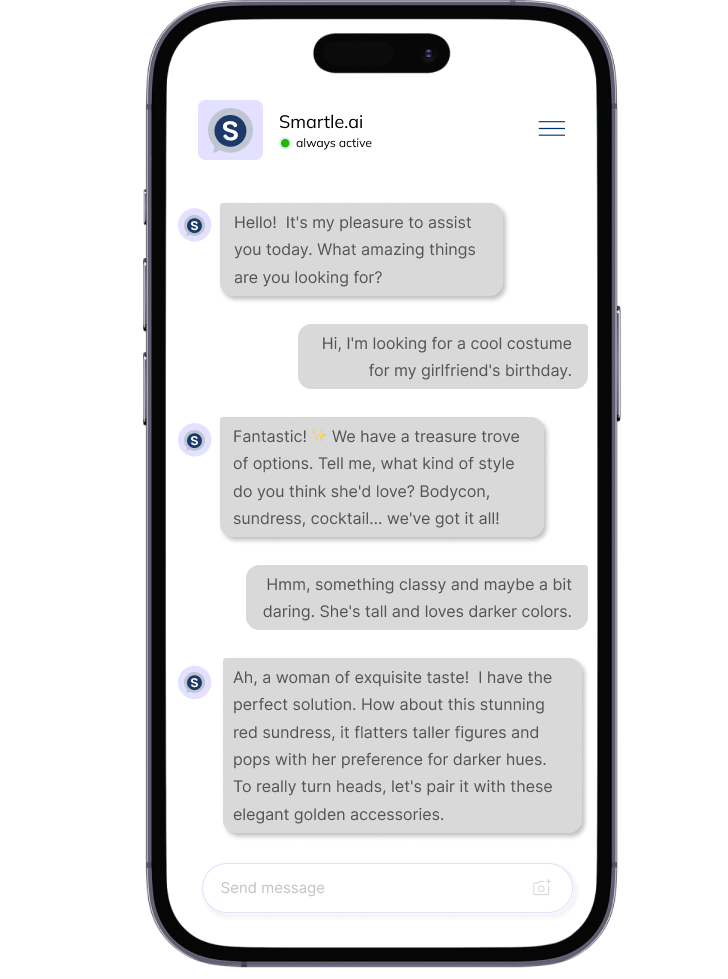 S
Smartle.ai
always active
S
Hello!  It's my pleasure to assist
you today. What amazing things
are you looking for?
Hi, I'm looking for a cool costume
for my girlfriend's birthday.
S
Fantastic! ✨ We have a treasure trove
of options. Tell me, what kind of style
do you think she'd love? Bodycon,
sundress, cocktail... we've got it all!
Hmm, something classy and maybe a bit
daring. She's tall and loves darker colors.
S
Ah, a woman of exquisite taste!  I have the
perfect solution. How about this stunning
red sundress, it flatters taller figures and
pops with her preference for darker hues.
To really turn heads, let's pair it with these
elegant golden accessories.
Send message